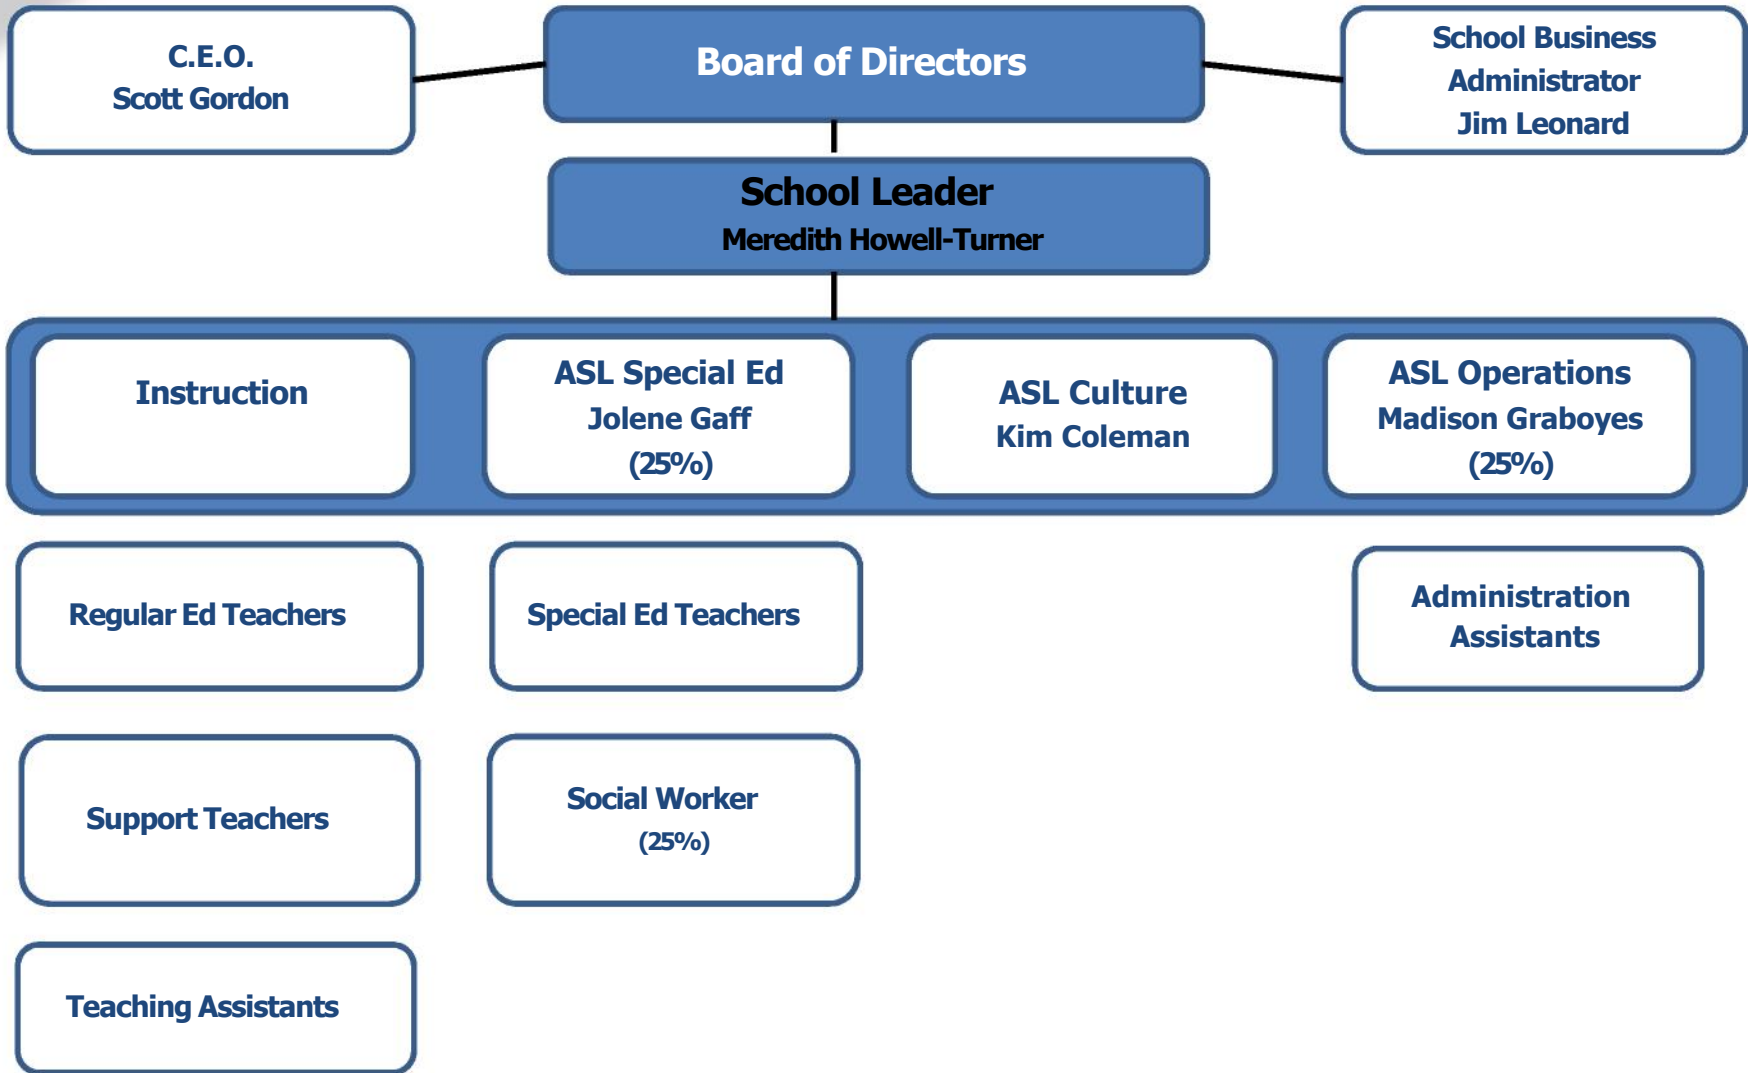 C.E.O.
Scott Gordon
Board of Directors
School Business
Administrator
Jim Leonard
School Leader
Meredith Howell-Turner
Instruction
ASL Special Ed
Jolene Gaff
(25%)
ASL Culture
Kim Coleman
ASL Operations
Madison Graboyes
(25%)
Regular Ed Teachers
Special Ed Teachers
Administration
Assistants
Support Teachers
Social Worker
(25%)
Teaching Assistants